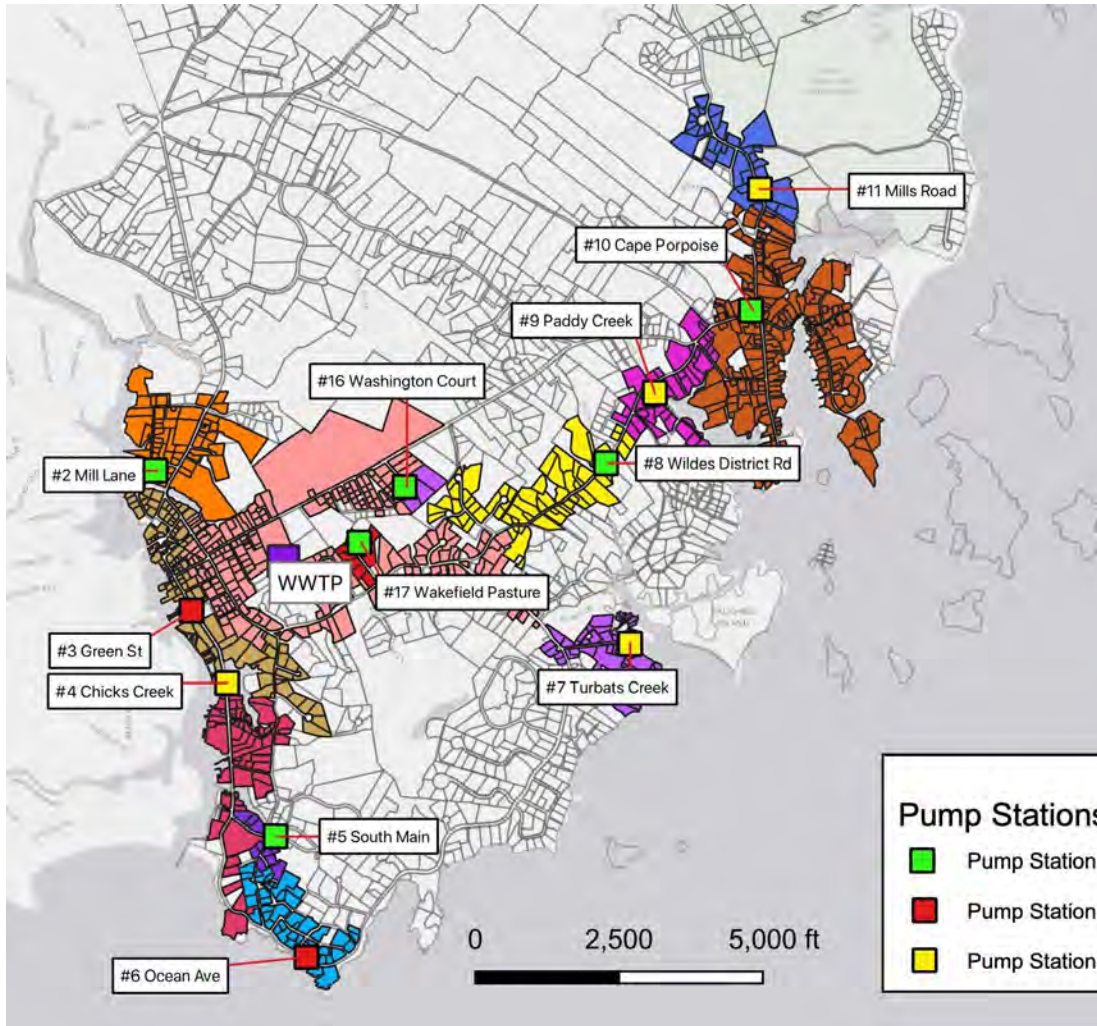 #11 Mills Road
#10 Cape Porpoise
#9 Paddy Creek
#16 Washington Court
#2 Mill Lane
#8 Wildes District Rd
WWTP
#17 Wakefield Pasture
#3 Green St
#4 Chicks Creek
#7 Turbats Creek
#5 South Main
#6 Ocean Ave
0 2,500 5,000 ft
Pump Stations
Pump Station
Pump Station
Pump Station